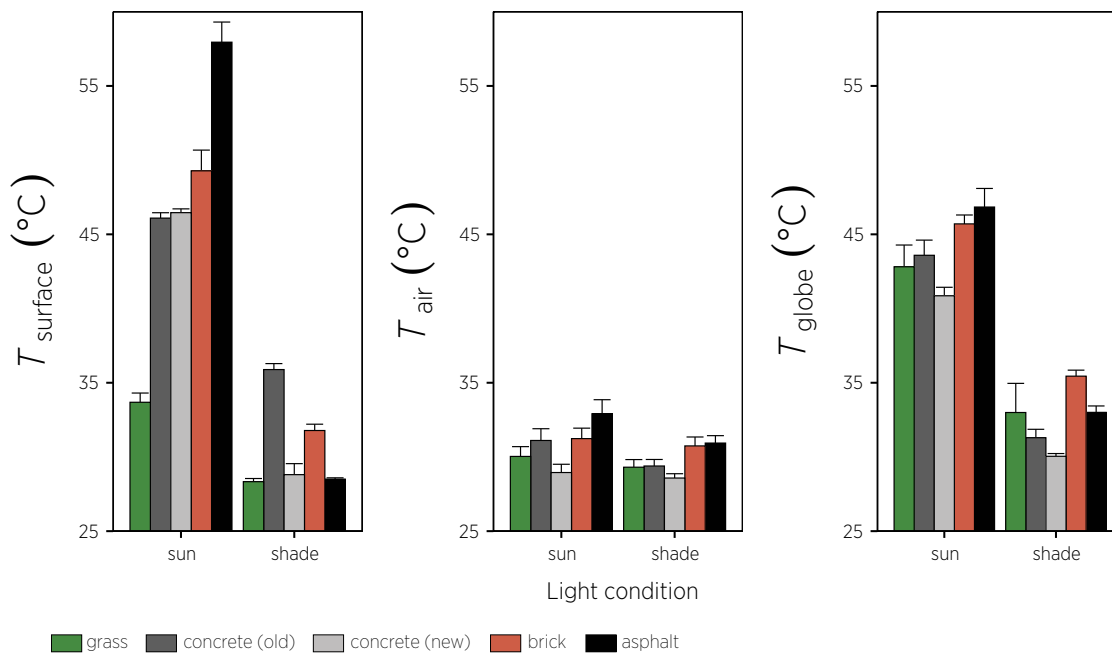 55
45
35
25
T surface (°C)
sun
shade
55
45
35
25
T air (°C)
sun
shade
55
45
35
25
T globe (°C)
sun
shade
Light condition
grass concrete (old) concrete (new) brick asphalt